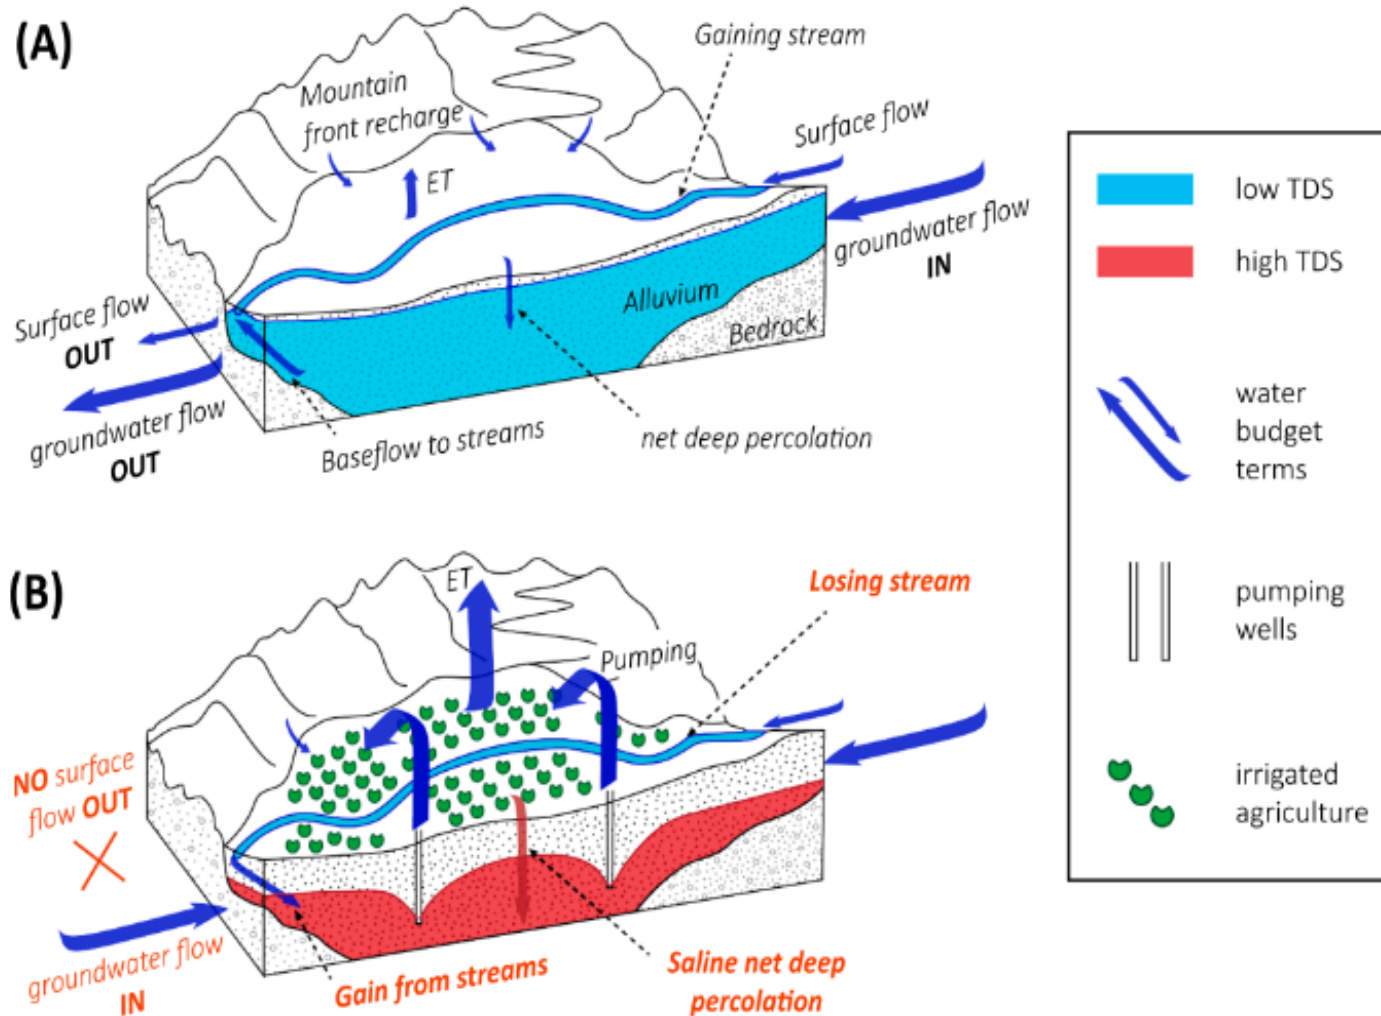 (A)
Gaining stream
Mountain
front recharge
ET
Surface flow
groundwater flow
IN
Alluvium
Bedrock
Surface flow
OUT
groundwater flow
OUT
Baseflow to streams
net deep percolation
(B)
ET
Losing stream
Pumping
NO surface
flow OUT
groundwater flow
IN
Gain from streams
Saline net deep
percolation
low TDS
high TDS
water
budget
terms
pumping
wells
irrigated
agriculture